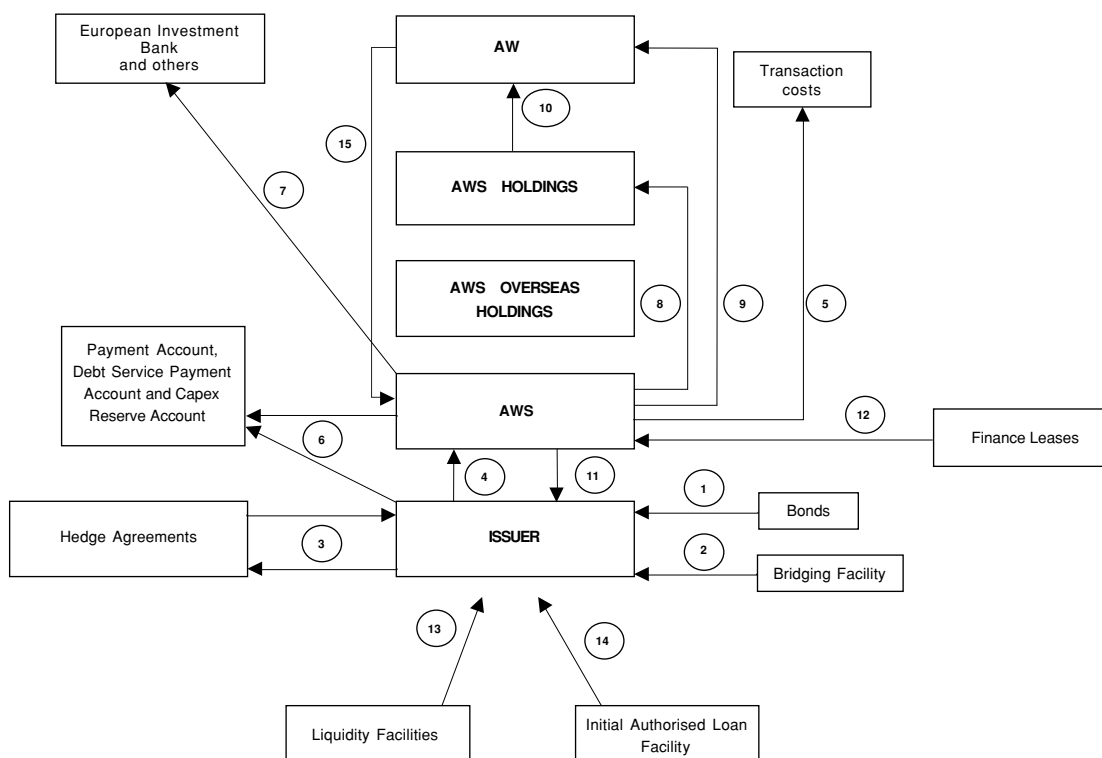 European Investment
Bank
and others
AW
Transaction
costs
10
15
7
AWS HOLDINGS
AWS OVERSEAS
HOLDINGS
8
9
5
Payment Account,
Debt Service Payment
Account and Capex
Reserve Account
AWS
12
Finance Leases
6
4
11
1
Bonds
Hedge Agreements
3
ISSUER
2
Bridging Facility
13
14
Liquidity Facilities
Initial Authorised Loan
Facility